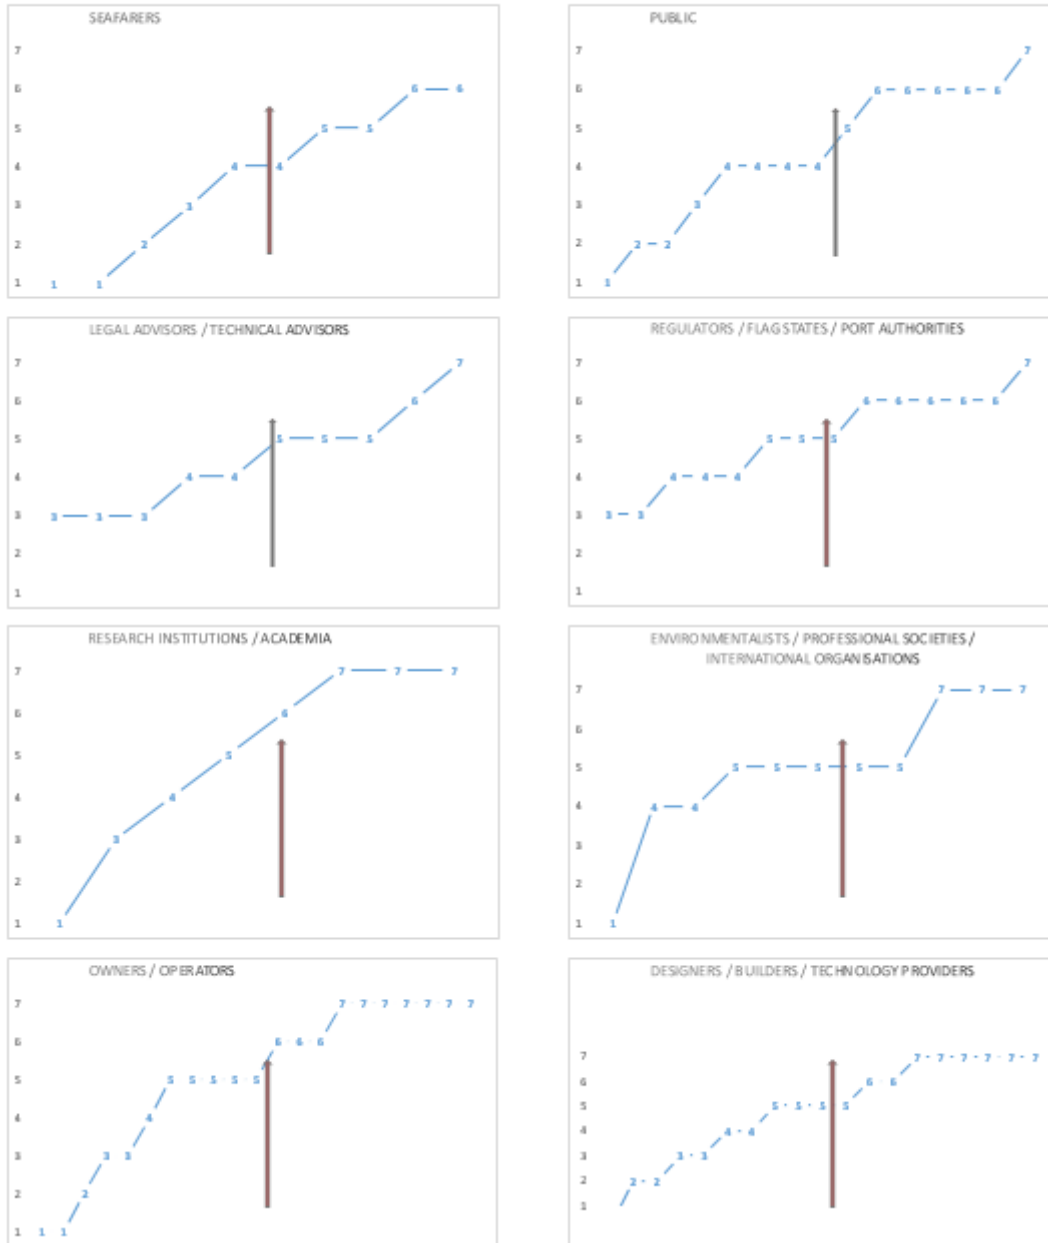 SEAFARERS
7
6 6 6
5 5 5
4 4 4
3 3
2 2
1 1 1
PUBLIC
7 7
6 6 6 6 6 6
5 5
4 4 4 4 4
3 3
2 2 2
1 1
LEGAL ADVISORS / TECHNICAL ADVISORS
7 7
6 6
5 5 5 5
4 4 4
3 3 3 3
2
1
REGULATORS / FLAG STATES / PORT AUTHORITIES
7 7
6 6 6 6 6 6
5 5 5 5
4 4 4 4
3 3 3
2
1
RESEARCH INSTITUTIONS / ACADEMIA
7 7 7 7
6 6
5 5
4 4
3 3
2
1 1
ENVIRONMENTALISTS / PROFESSIONAL SOCIETIES /
INTERNATIONAL ORGANISATIONS
7 7 7 7
6
5 5 5 5 5 5
4 4 4
3
2
1 1
OWNERS / OPERATORS
7 7 7 7 7 7 7 7
6 6 6 6
5 5 5 5 5 5
4 4
3 3 3
2 2
1 1 1
DESIGNERS / BUILDERS / TECHNOLOGY PROVIDERS
7 7 7 7 7 7 7
6 6 6
5 5 5 5 5
4 4 4
3 3 3
2 2 2
1